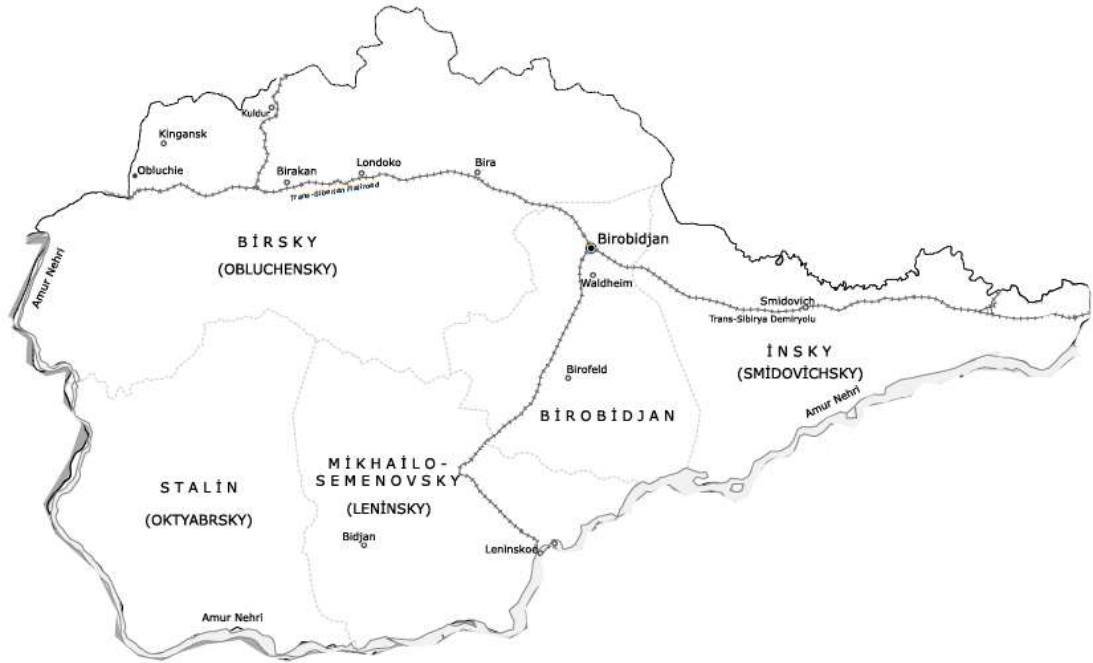 Kuldur
Kingansk
Obluchie
Birakan
Londoko
Bira
Trans-Siberian Railroad
BİRSKY
(OBLUCHENSKY)
Amur Nehri
Birobidjan
Waldheim
Smidovich
Trans-Sibirya Demiryolu
İNSKY
(SMİDOVİCHSKY)
Birofeld
BİROBİDJAN
Amur Nehri
MİKHAİLO-
SEMENOVSKY
(LENİNSKY)
STALİN
(OKTYABRSKY)
Bidjan
Leninskoe
Amur Nehri